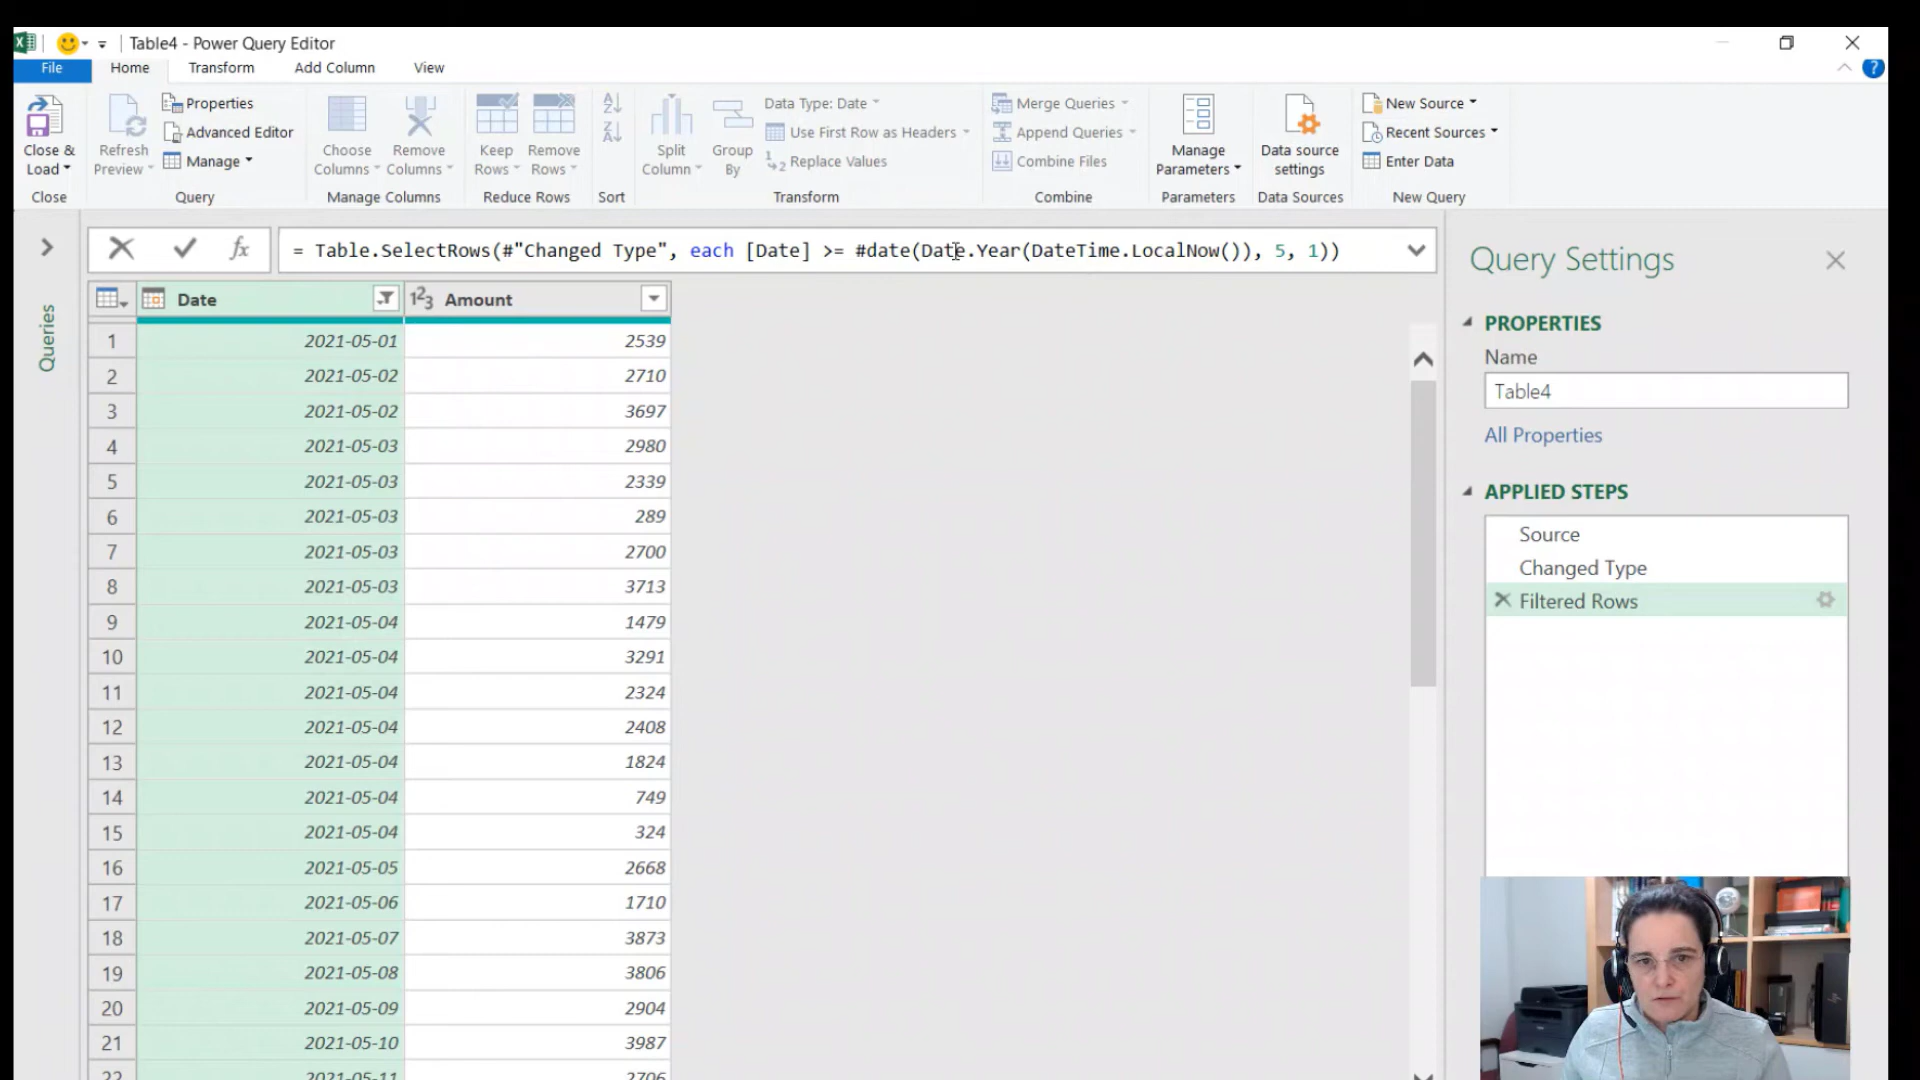 Table4 - Power Query Editor
File Home Transform Add Column View
Close & Load
Close
Refresh Preview
Properties
Advanced Editor
Manage
Query
Choose Columns
Remove Columns
Manage Columns
Keep Rows
Remove Rows
Reduce Rows
Sort
Split Column
Group By
Data Type: Date
Use First Row as Headers
Replace Values
Transform
Merge Queries
Append Queries
Combine Files
Combine
Manage Parameters
Parameters
Data source settings
Data Sources
New Source
Recent Sources
Enter Data
New Query
= Table.SelectRows(#"Changed Type", each [Date] >= #date(Date.Year(DateTime.LocalNow()), 5, 1))
Queries
Date 123 Amount
1 2021-05-01 2539
2 2021-05-02 2710
3 2021-05-02 3697
4 2021-05-03 2980
5 2021-05-03 2339
6 2021-05-03 289
7 2021-05-03 2700
8 2021-05-03 3713
9 2021-05-04 1479
10 2021-05-04 3291
11 2021-05-04 2324
12 2021-05-04 2408
13 2021-05-04 1824
14 2021-05-04 749
15 2021-05-04 324
16 2021-05-05 2668
17 2021-05-06 1710
18 2021-05-07 3873
19 2021-05-08 3806
20 2021-05-09 2904
21 2021-05-10 3987
22 2021-05-11 2706
Query Settings
PROPERTIES
Name
Table4
All Properties
APPLIED STEPS
Source
Changed Type
Filtered Rows